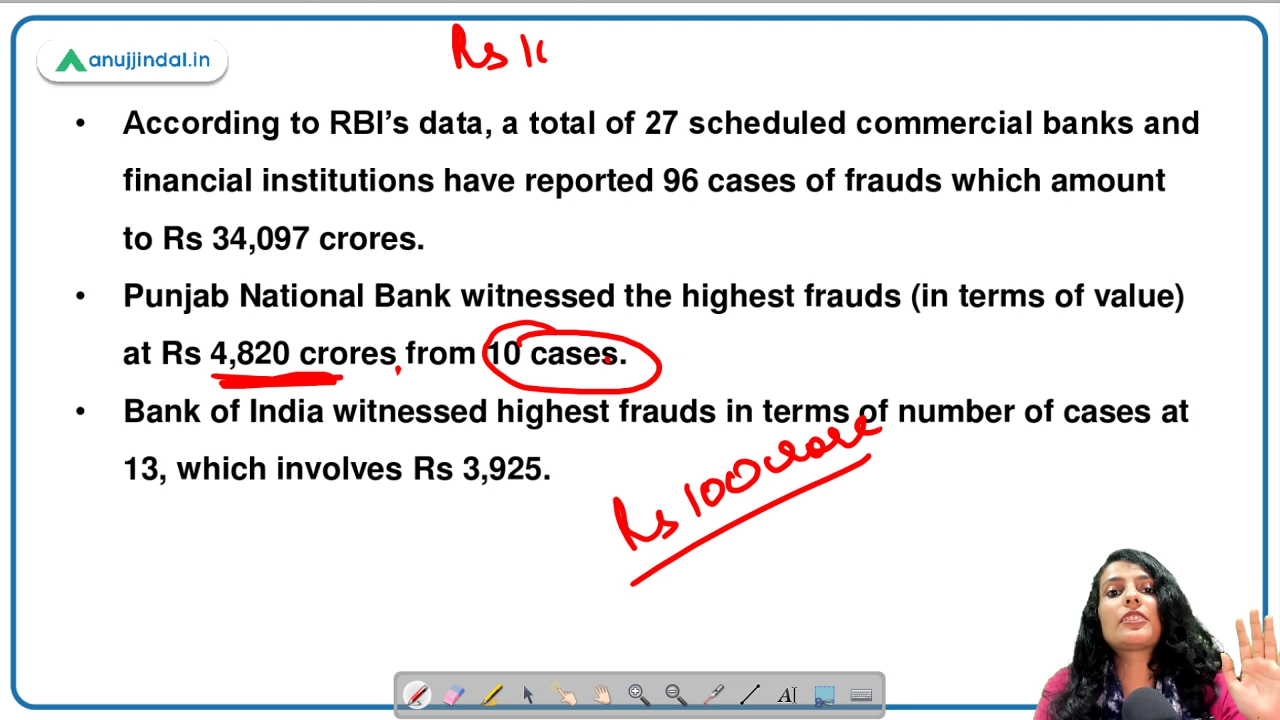 Rs 10
anujjindal.in
• According to RBI’s data, a total of 27 scheduled commercial banks and
financial institutions have reported 96 cases of frauds which amount
to Rs 34,097 crores.
• Punjab National Bank witnessed the highest frauds (in terms of value)
at Rs 4,820 crores from 10 cases.
• Bank of India witnessed highest frauds in terms of number of cases at
13, which involves Rs 3,925.
Rs 100 crore
A